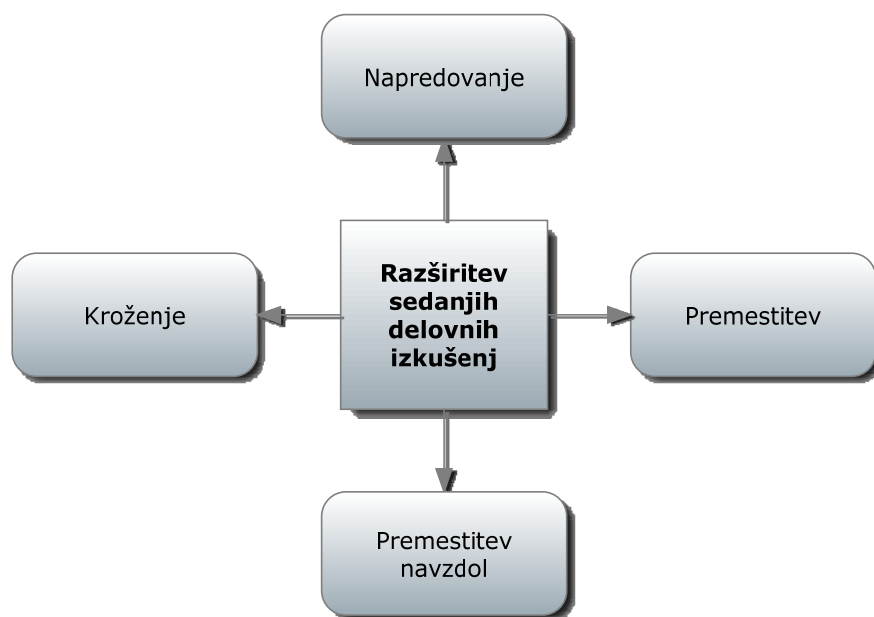 Napredovanje
Kroženje
Razširitev
sedanjih
delovnih
izkušenj
Premestitev
Premestitev
navzdol